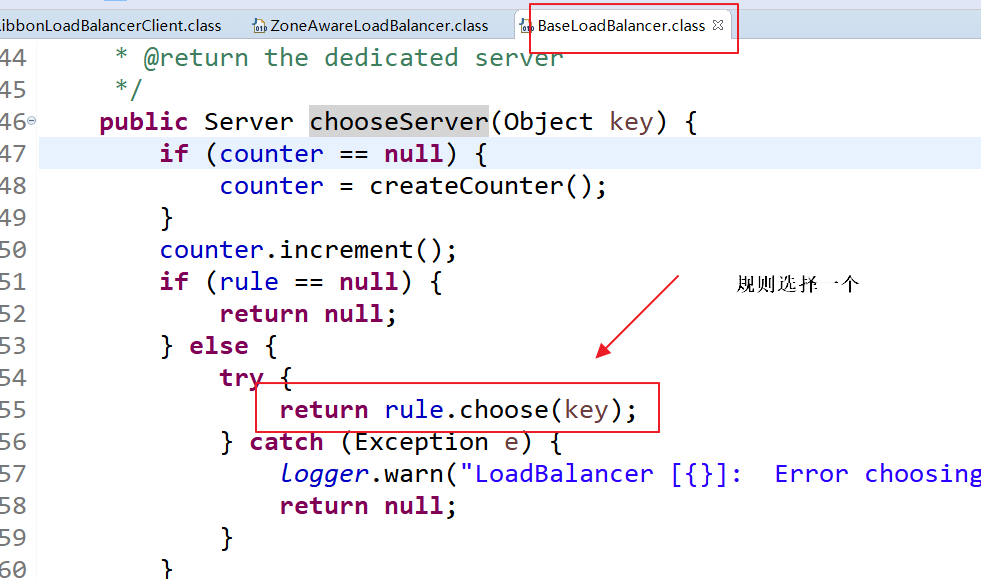 ibbonLoadBalancerClient.class ZoneAwareLoadBalancer.class BaseLoadBalancer.class
44 * @return the dedicated server
45 */
46 public Server chooseServer(Object key) {
47 if (counter == null) {
48 counter = createCounter();
49 }
50 counter.increment();
51 if (rule == null) {
规则选择一个
52 return null;
53 } else {
54 try {
55 return rule.choose(key);
56 } catch (Exception e) {
57 logger.warn("LoadBalancer [{}]:  Error choosing
58 return null;
59 }
60 }